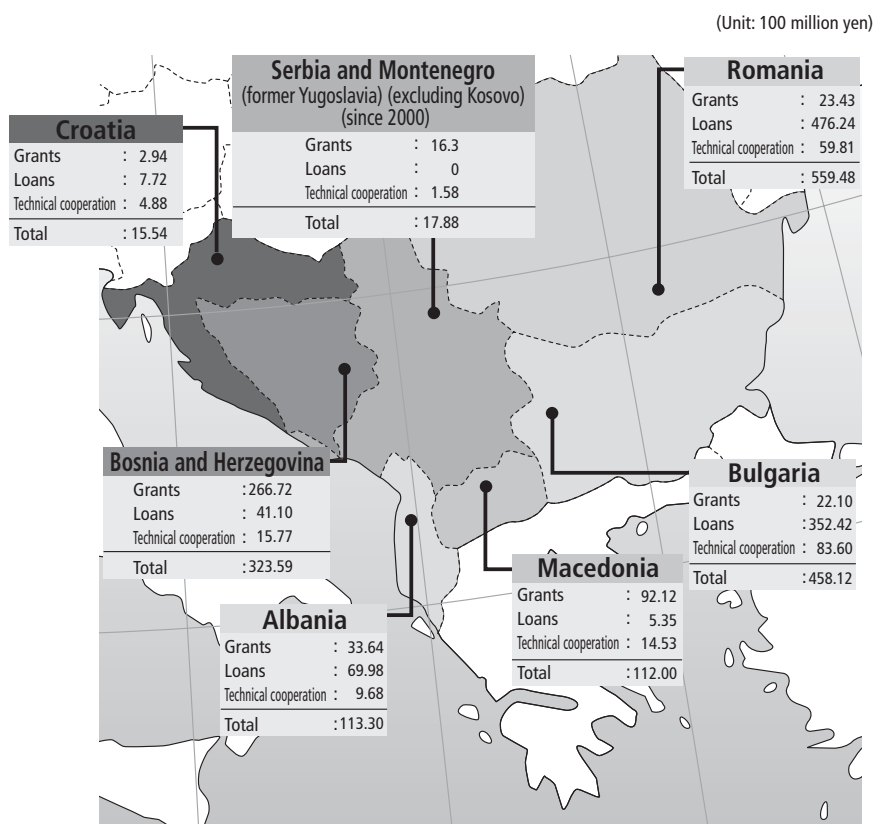 (Unit: 100 million yen)
Serbia and Montenegro
(former Yugoslavia) (excluding Kosovo)
(since 2000)
Grants : 16.3
Loans : 0
Technical cooperation : 1.58
Total : 17.88
Romania
Grants : 23.43
Loans : 476.24
Technical cooperation : 59.81
Total : 559.48
Croatia
Grants : 2.94
Loans : 7.72
Technical cooperation : 4.88
Total : 15.54
Bosnia and Herzegovina
Grants : 266.72
Loans : 41.10
Technical cooperation : 15.77
Total : 323.59
Bulgaria
Grants : 22.10
Loans : 352.42
Technical cooperation : 83.60
Total : 458.12
Macedonia
Grants : 92.12
Loans : 5.35
Technical cooperation : 14.53
Total : 112.00
Albania
Grants : 33.64
Loans : 69.98
Technical cooperation : 9.68
Total : 113.30